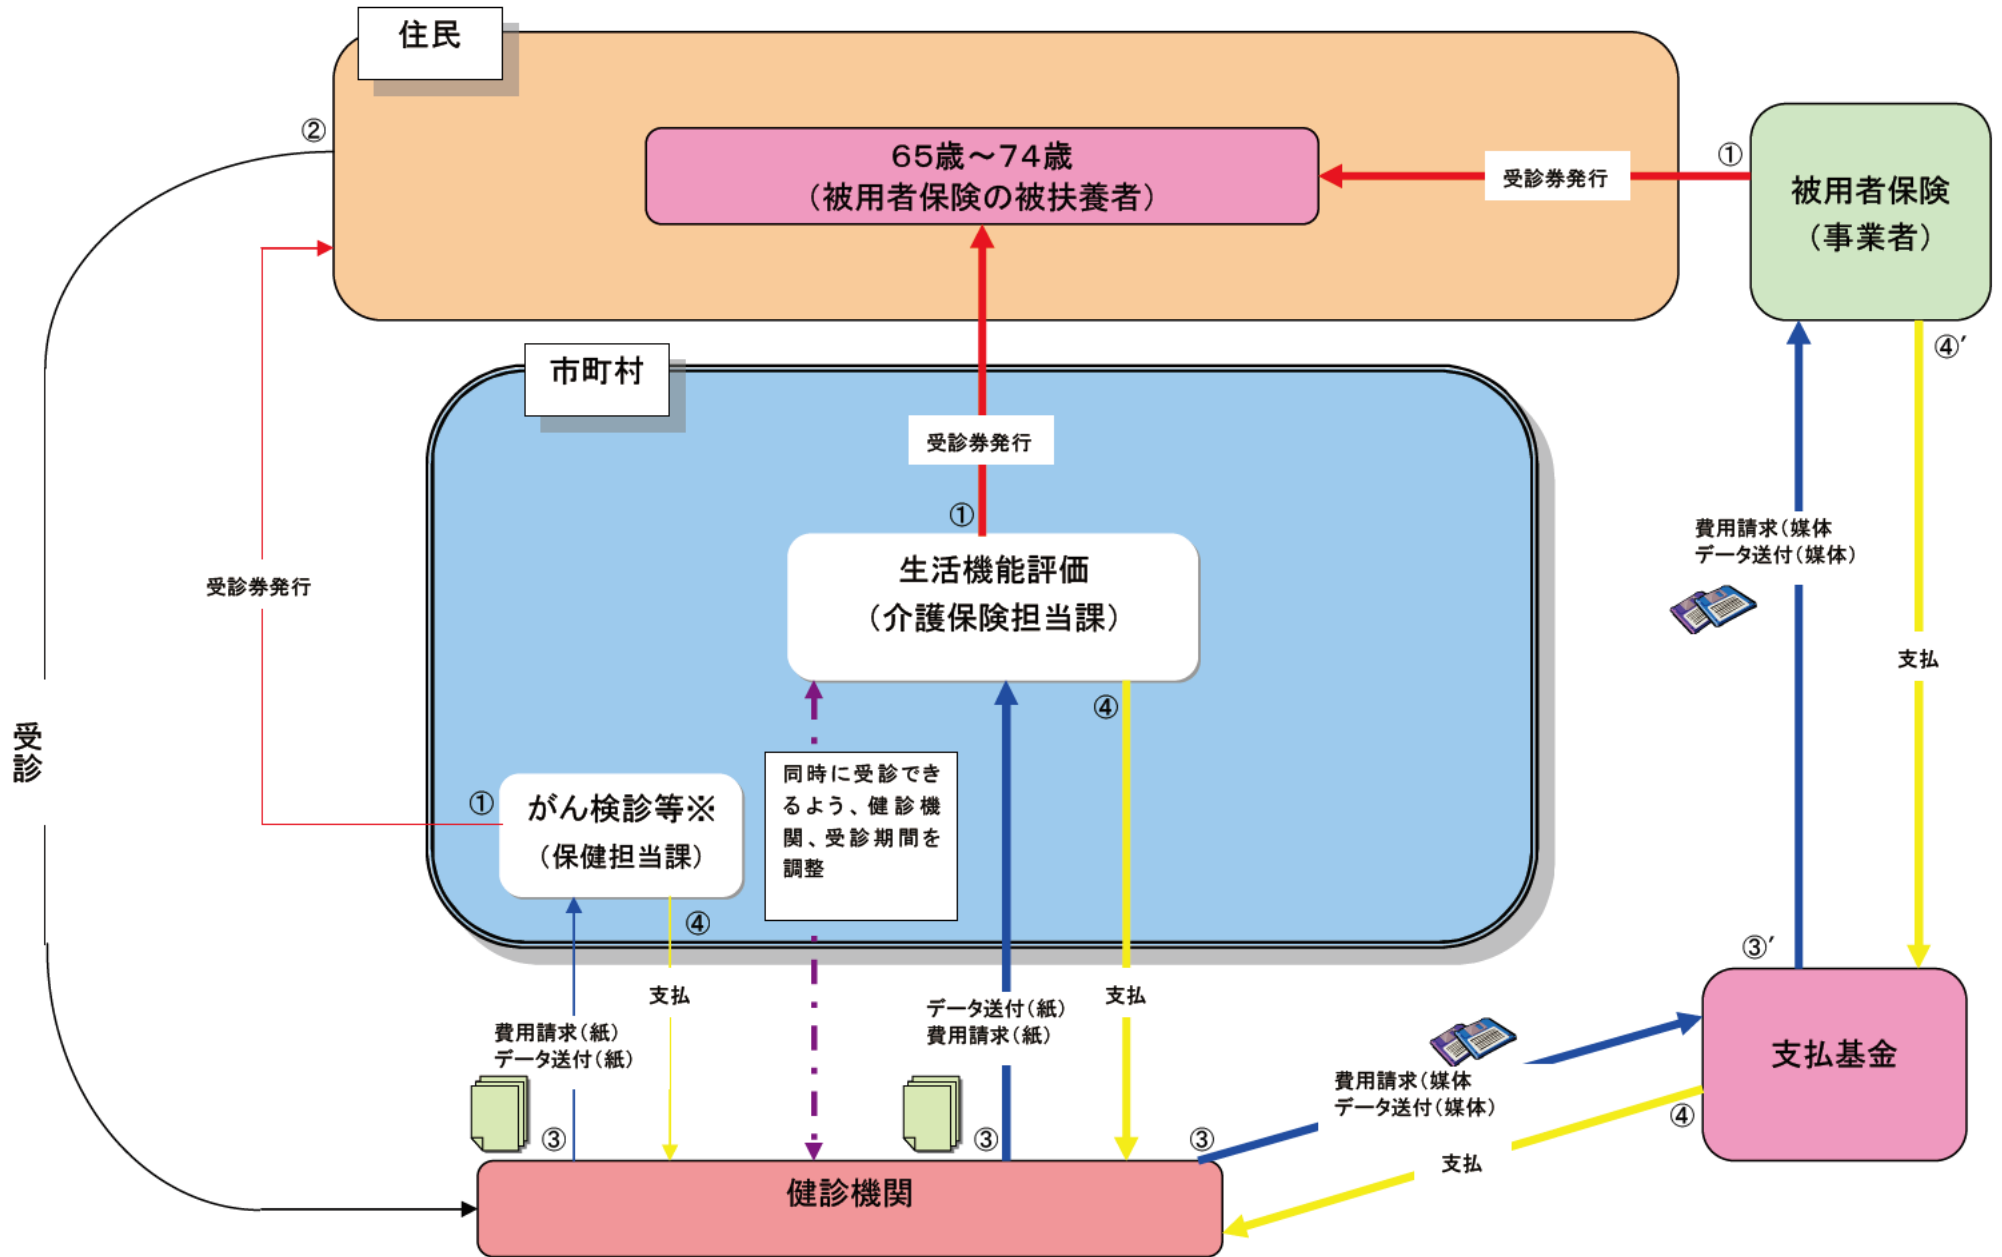 住民
②
65歳～74歳
（被用者保険の被扶養者）
受診券発行
①
被用者保険
（事業者）
④’
市町村
受診券発行
①
生活機能評価
（介護保険担当課）
受診券発行
費用請求（媒体
データ送付（媒体）
支払
④
受診
同時に受診でき
るよう、健診機
関、受診期間を
調整
①
がん検診等※
（保健担当課）
④
③’
支払
データ送付（紙）
費用請求（紙）
支払
費用請求（紙）
データ送付（紙）
支払基金
費用請求（媒体
データ送付（媒体）
④
③
③
③
支払
健診機関